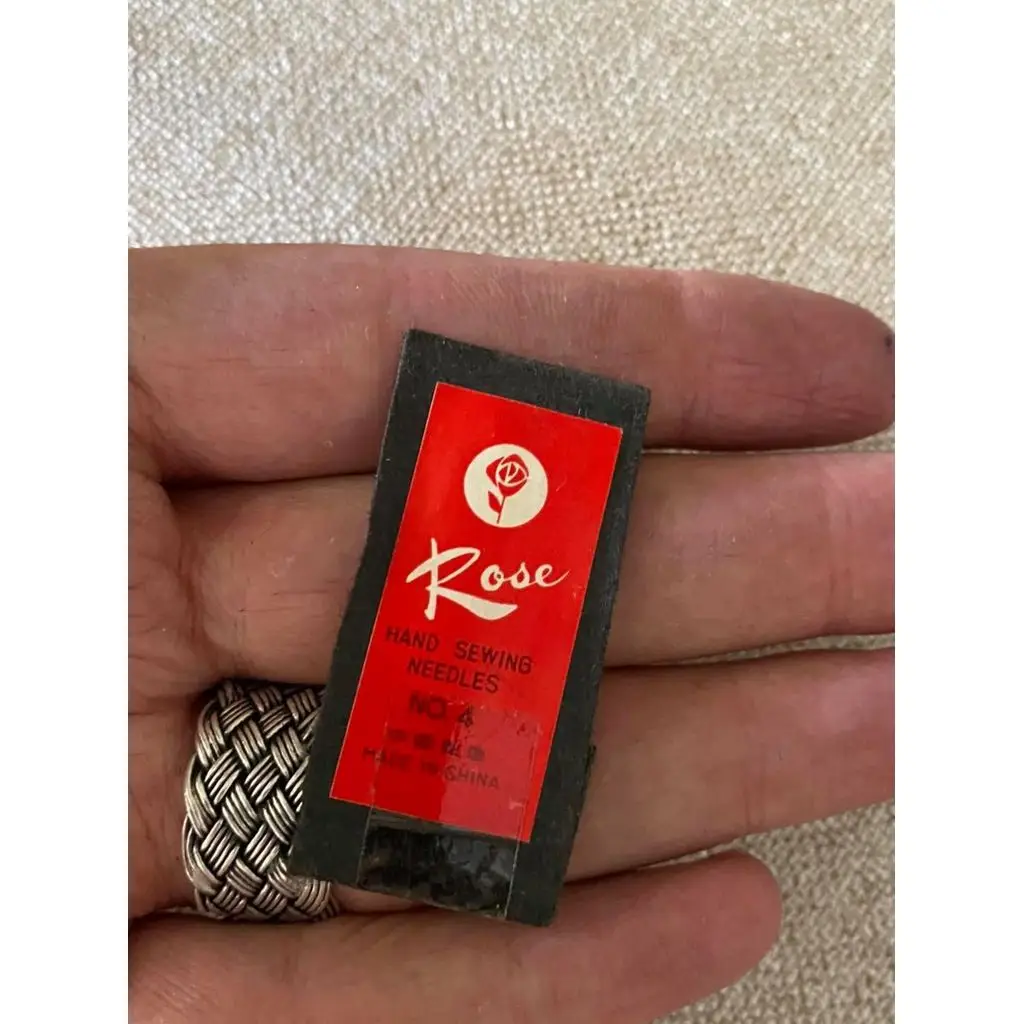 Rose
HAND SEWING
NEEDLES
NO. 4
MADE IN CHINA